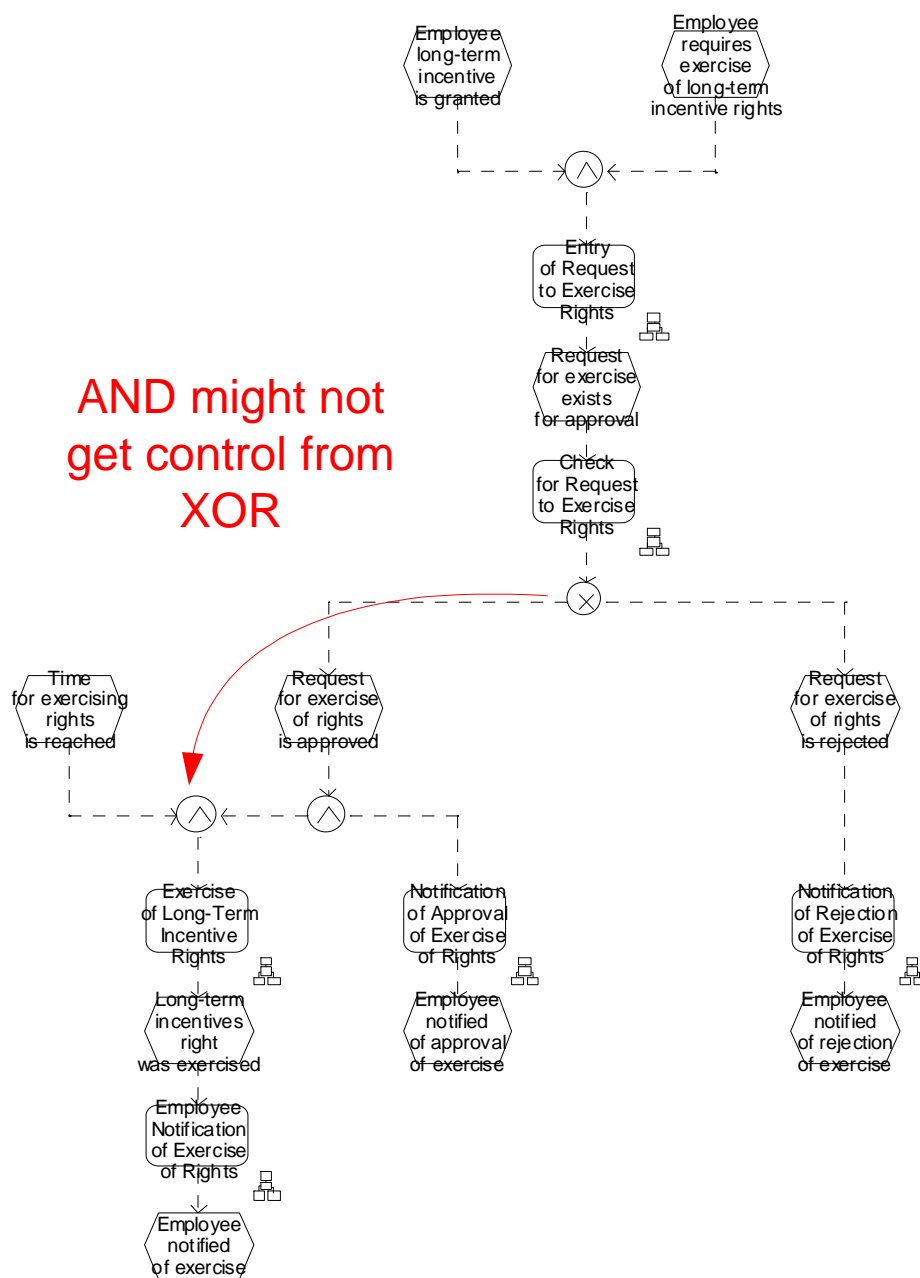 Employee
long-term
incentive
is granted
Employee
requires
exercise
of long-term
incentive rights
Entry
of Request
to Exercise
Rights
Request
for exercise
exists
for approval
AND might not
get control from
XOR
Check
for Request
to Exercise
Rights
Time
for exercising
rights
is reached
Request
for exercise
of rights
is approved
Request
for exercise
of rights
is rejected
Exercise
of Long-Term
Incentive
Rights
Notification
of Approval
of Exercise
of Rights
Notification
of Rejection
of Exercise
of Rights
Long-term
incentives
right
was exercised
Employee
notified
of approval
of exercise
Employee
notified
of rejection
of exercise
Employee
Notification
of Exercise
of Rights
Employee
notified
of exercise